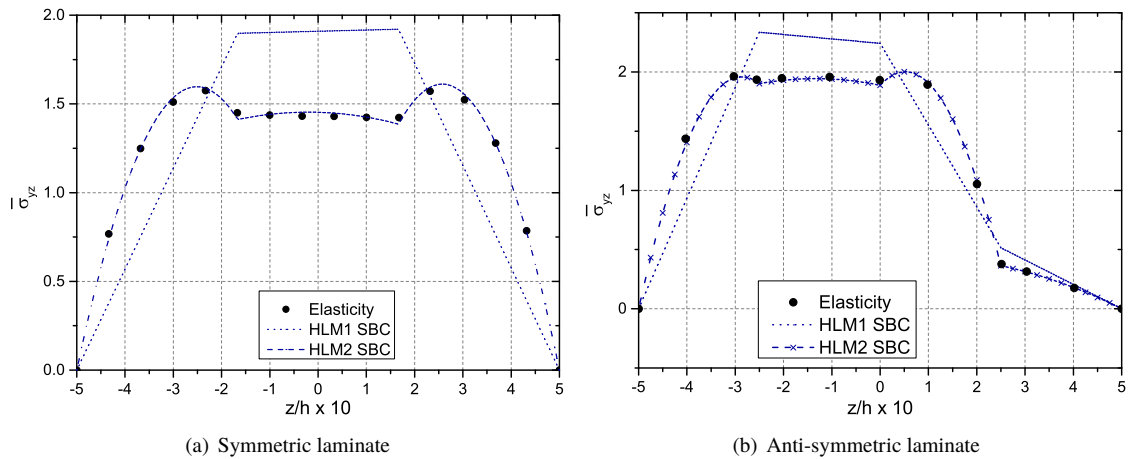 2.0
1.5
1.0
0.5
0.0
σ̅yz
-5 -4 -3 -2 -1 0 1 2 3 4 5
z/h x 10
Elasticity
HLM1 SBC
HLM2 SBC
(a) Symmetric laminate
2
1
0
σ̅yz
-5 -4 -3 -2 -1 0 1 2 3 4 5
z/h x 10
Elasticity
HLM1 SBC
HLM2 SBC
(b) Anti-symmetric laminate